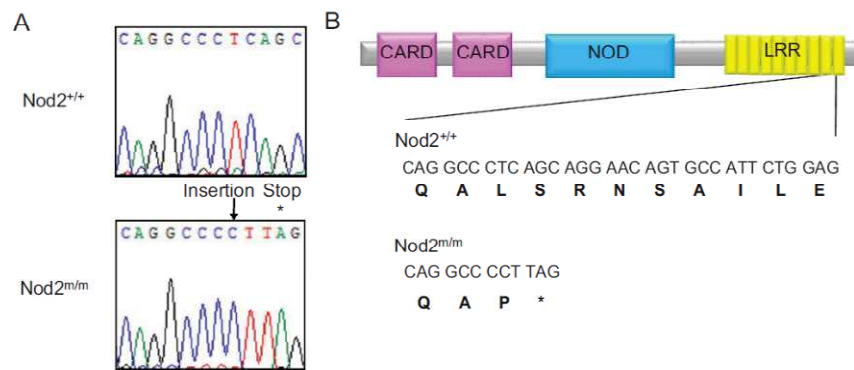 A
CAGGCCCTCAGC
Nod2+/+
Insertion Stop
*
CAGGCCCCTTAG
Nod2m/m
B
CARD CARD NOD LRR
Nod2+/+
CAG GCC CTC AGC AGG AAC AGT GCC ATT CTG GAG
Q A L S R N S A I L E
Nod2m/m
CAG GCC CCT TAG
Q A P *